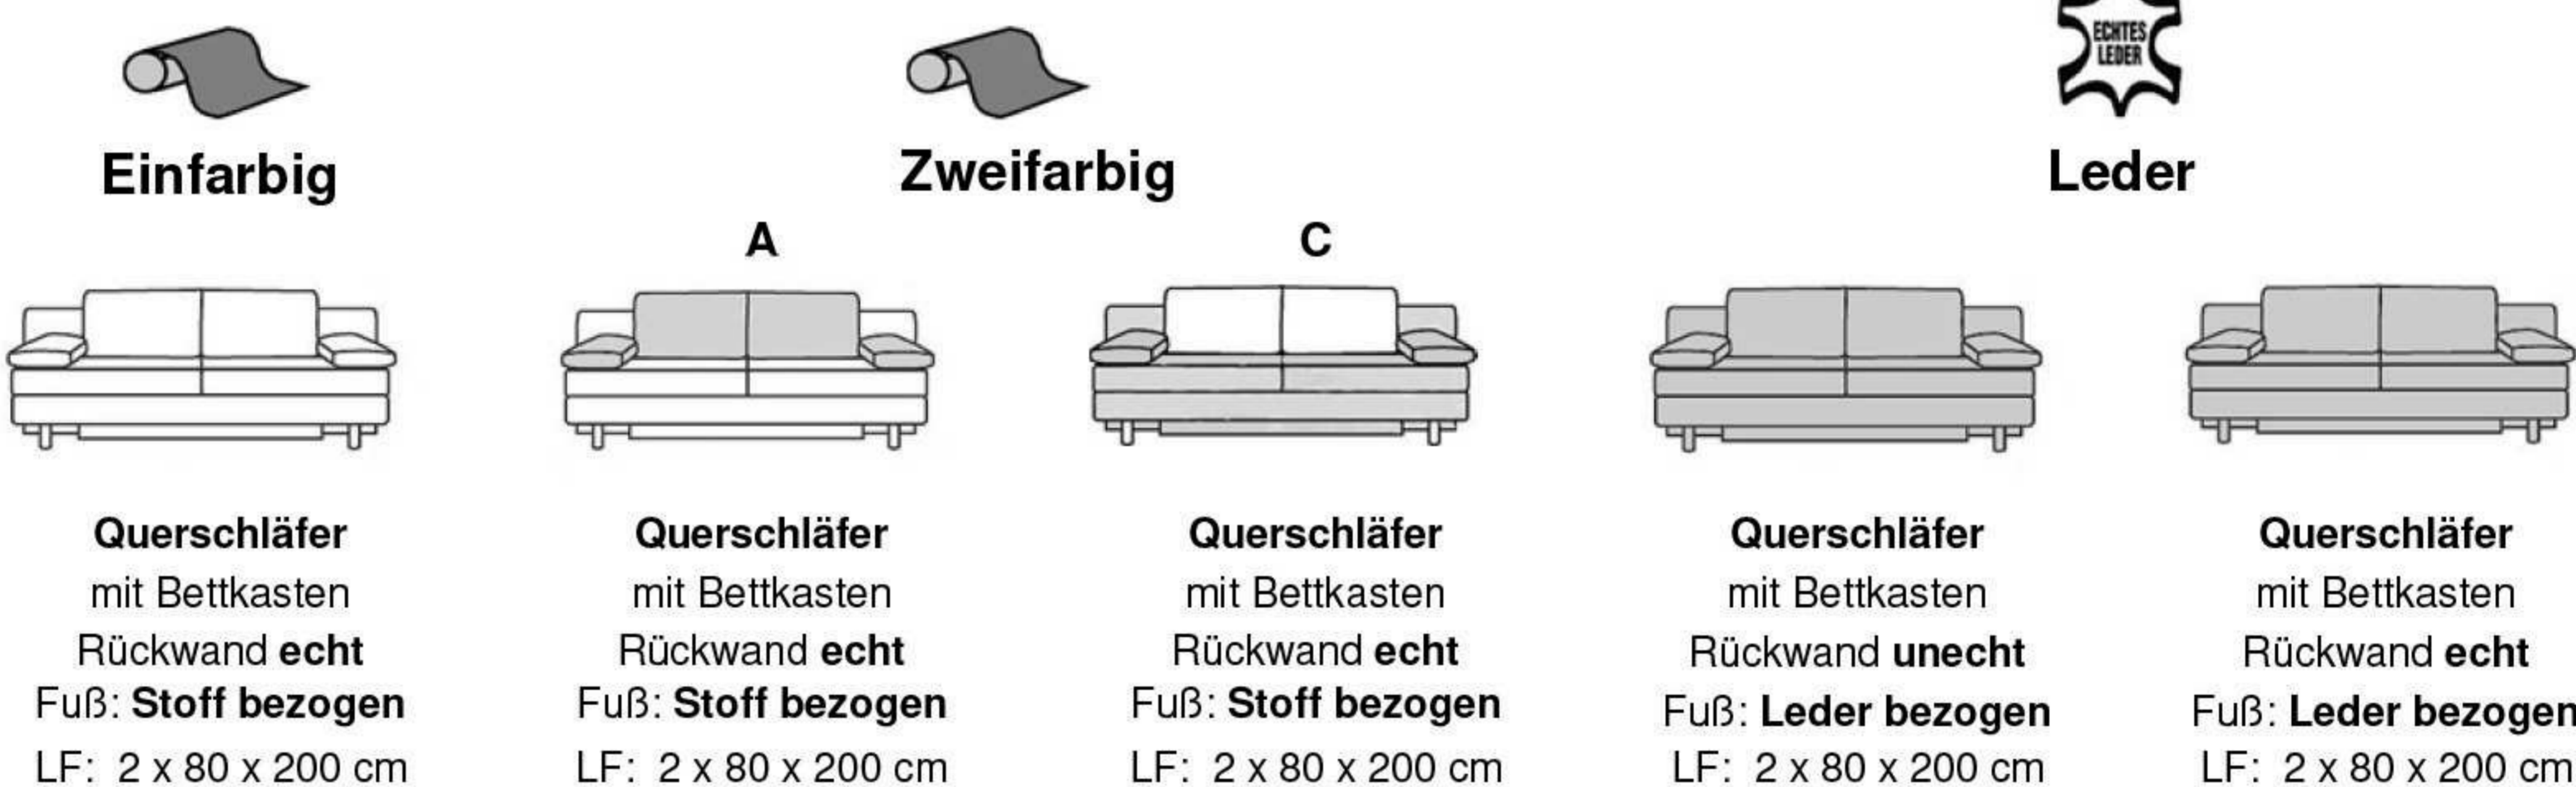 ECHTES
LEDER
Einfarbig
Zweifarbig
Leder
A
C
Querschläfer
mit Bettkasten
Rückwand echt
Fuß: Stoff bezogen
LF: 2 x 80 x 200 cm
Querschläfer
mit Bettkasten
Rückwand echt
Fuß: Stoff bezogen
LF: 2 x 80 x 200 cm
Querschläfer
mit Bettkasten
Rückwand echt
Fuß: Stoff bezogen
LF: 2 x 80 x 200 cm
Querschläfer
mit Bettkasten
Rückwand unecht
Fuß: Leder bezogen
LF: 2 x 80 x 200 cm
Querschläfer
mit Bettkasten
Rückwand echt
Fuß: Leder bezogen
LF: 2 x 80 x 200 cm